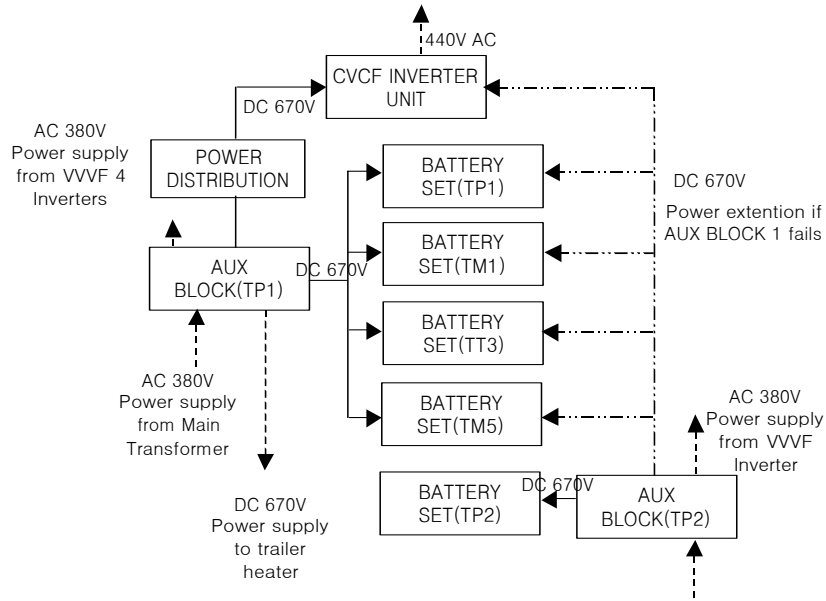 440V AC
CVCF INVERTER
UNIT
DC 670V
AC 380V
Power supply
from VVVF 4
Inverters
POWER
DISTRIBUTION
BATTERY
SET(TP1)
DC 670V
Power extention if
AUX BLOCK 1 fails
AUX
BLOCK(TP1)
DC 670V
BATTERY
SET(TM1)
BATTERY
SET(TT3)
AC 380V
Power supply
from Main
Transformer
BATTERY
SET(TM5)
AC 380V
Power supply
from VVVF
Inverter
DC 670V
Power supply
to trailer
heater
BATTERY
SET(TP2)
DC 670V
AUX
BLOCK(TP2)